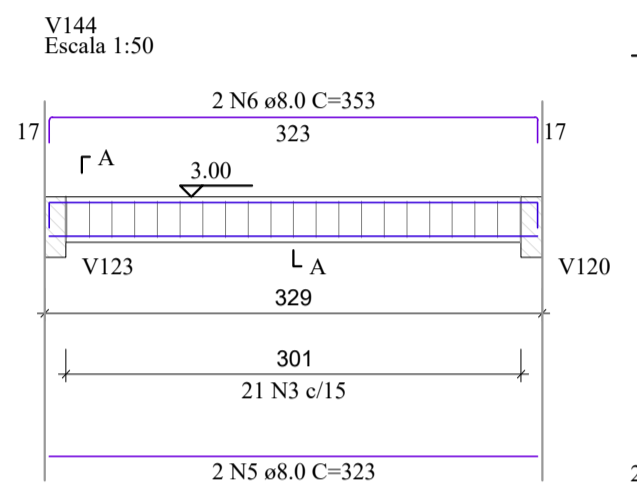 V144
Escala 1:50
2 N6 ø8.0 C=353
17
323
17
A
3.00
A
V123
V120
329
301
21 N3 c/15
2 N5 ø8.0 C=323
2